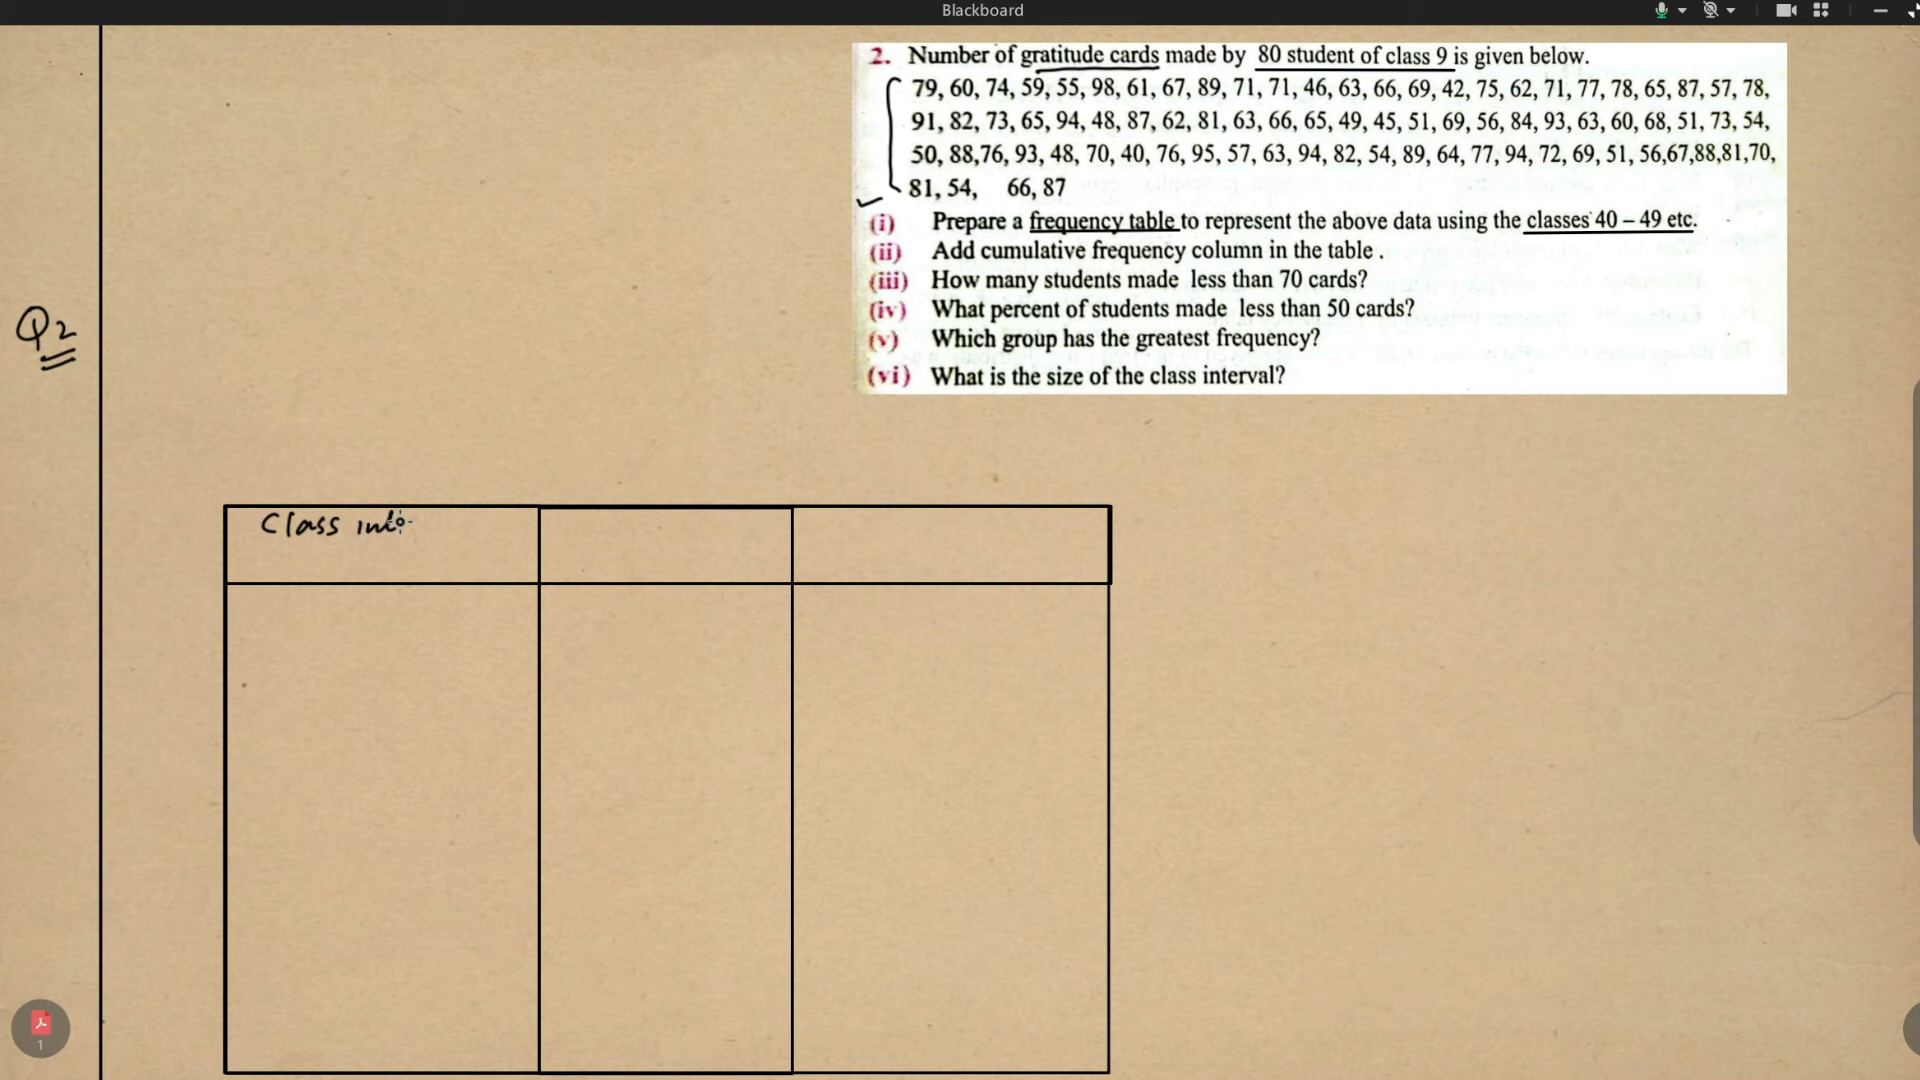 Blackboard
2. Number of gratitude cards made by 80 student of class 9 is given below.
79, 60, 74, 59, 55, 98, 61, 67, 89, 71, 71, 46, 63, 66, 69, 42, 75, 62, 71, 77, 78, 65, 87, 57, 78,
91, 82, 73, 65, 94, 48, 87, 62, 81, 63, 66, 65, 49, 45, 51, 69, 56, 84, 93, 63, 60, 68, 51, 73, 54,
50, 88,76, 93, 48, 70, 40, 76, 95, 57, 63, 94, 82, 54, 89, 64, 77, 94, 72, 69, 51, 56,67,88,81,70,
81, 54, 66, 87
(i) Prepare a frequency table to represent the above data using the classes 40 – 49 etc.
(ii) Add cumulative frequency column in the table .
(iii) How many students made less than 70 cards?
(iv) What percent of students made less than 50 cards?
(v) Which group has the greatest frequency?
(vi) What is the size of the class interval?
Q2
Class
1